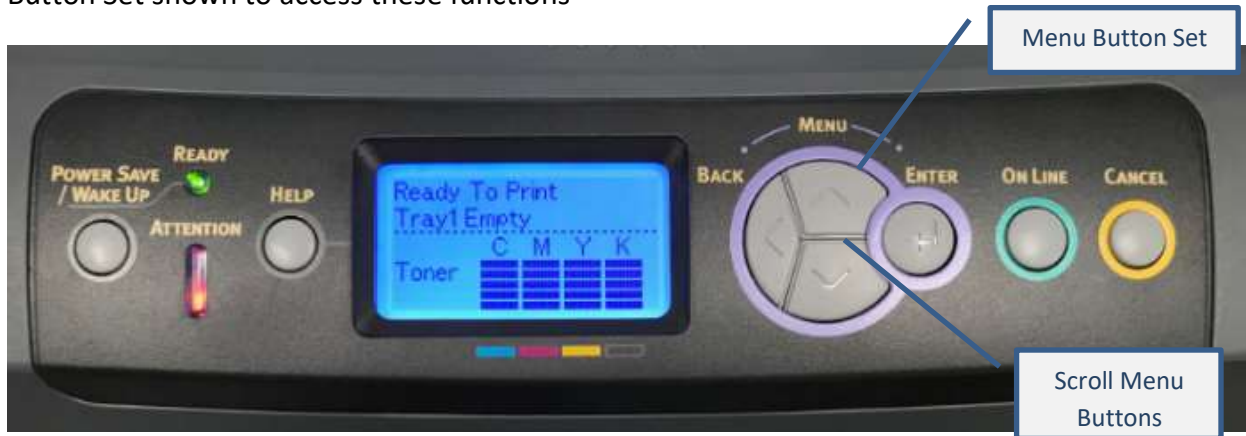 Button Set shown to access these functions
Menu Button Set
MENU
READY
POWER SAVE
/ WAKE UP
HELP
ATTENTION
Ready To Print
Tray1 Empty
C M Y K
Toner
BACK
ENTER
ON LINE
CANCEL
Scroll Menu
Buttons